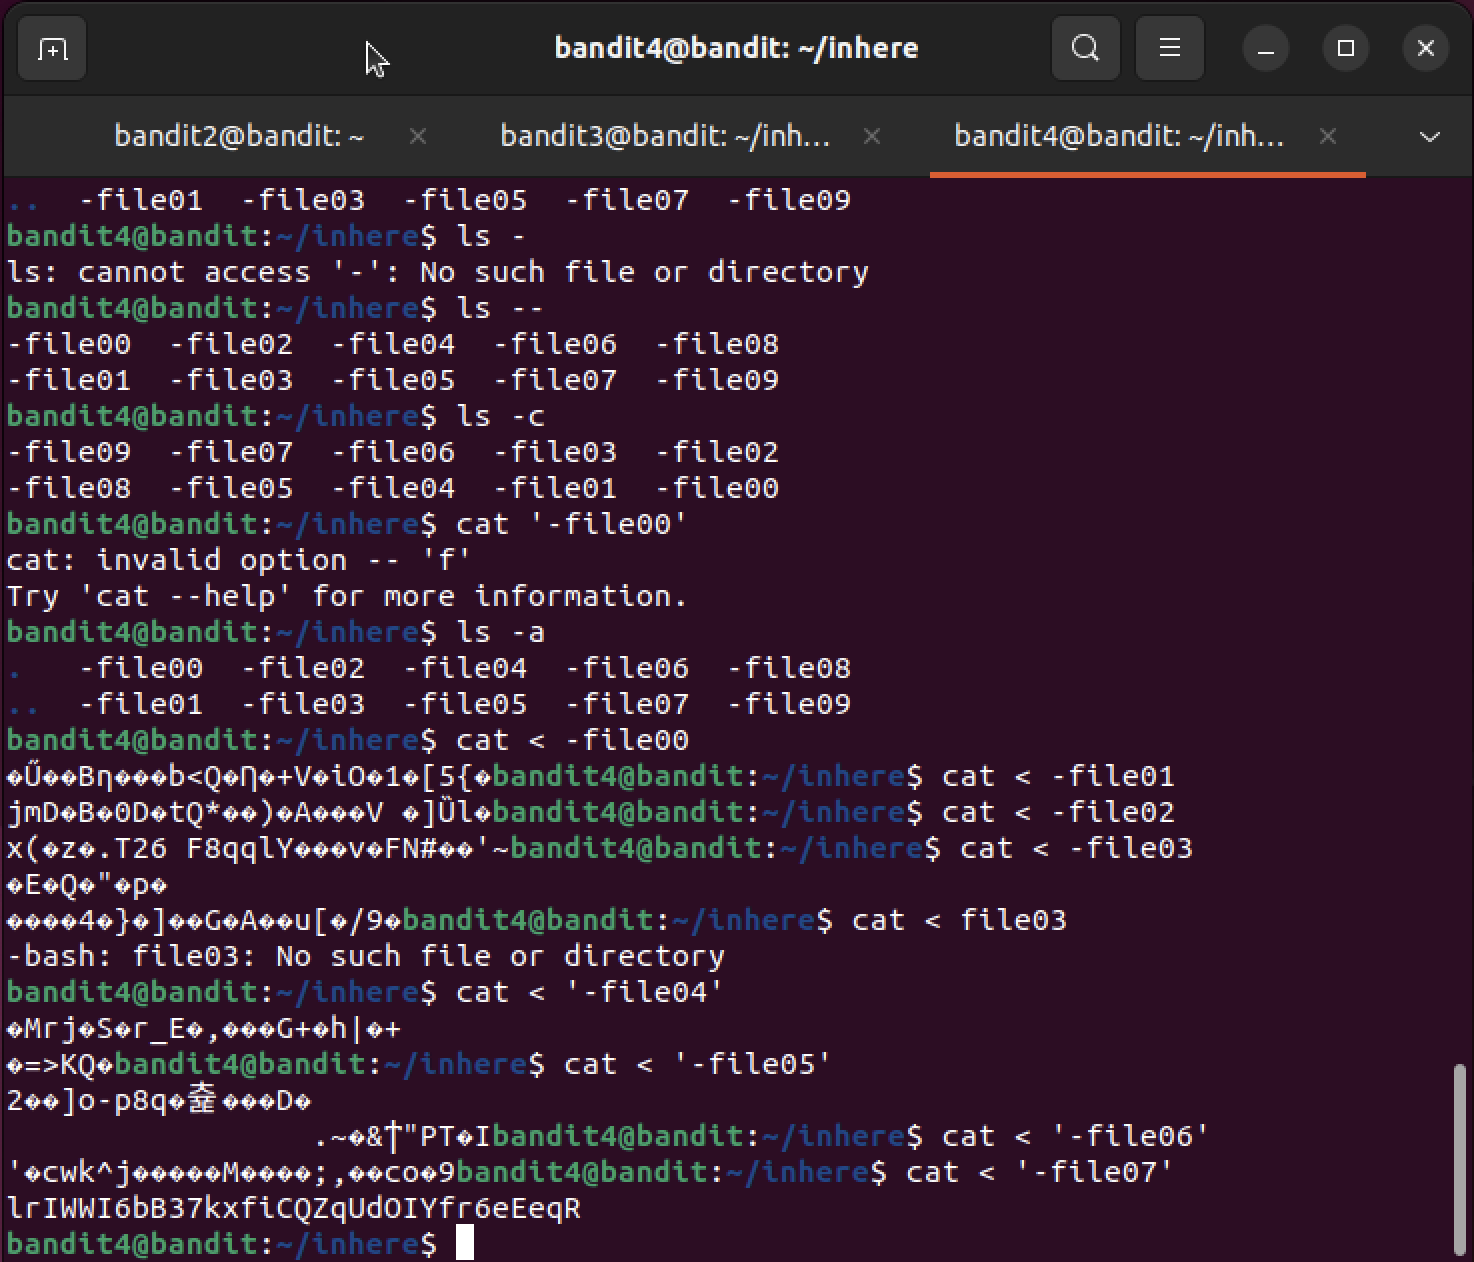 bandit4@bandit: ~/inhere
bandit2@bandit: ~
bandit3@bandit: ~/inh...
bandit4@bandit: ~/inh...
.. -file01 -file03 -file05 -file07 -file09
bandit4@bandit:~/inhere$ ls -
ls: cannot access '-': No such file or directory
bandit4@bandit:~/inhere$ ls --
-file00 -file02 -file04 -file06 -file08
-file01 -file03 -file05 -file07 -file09
bandit4@bandit:~/inhere$ ls -c
-file09 -file07 -file06 -file03 -file02
-file08 -file05 -file04 -file01 -file00
bandit4@bandit:~/inhere$ cat '-file00'
cat: invalid option -- 'f'
Try 'cat --help' for more information.
bandit4@bandit:~/inhere$ ls -a
. -file00 -file02 -file04 -file06 -file08
.. -file01 -file03 -file05 -file07 -file09
bandit4@bandit:~/inhere$ cat < -file00
�Ű��Bη���b<Q�Ƞ�+V�iO�1�[5{�bandit4@bandit:~/inhere$ cat < -file01
jmD�B�0D�tQ*��)�A���V �]Ȕl�bandit4@bandit:~/inhere$ cat < -file02
x(�z�.T26 F8qqlY���v�FN#��'~bandit4@bandit:~/inhere$ cat < -file03
�E�Q�"�p�
����4�}�]��G�A��u[�/9�bandit4@bandit:~/inhere$ cat < file03
-bash: file03: No such file or directory
bandit4@bandit:~/inhere$ cat < '-file04'
�Mrj�S�r_E�,���G+�h|�+
�=>KQ�bandit4@bandit:~/inhere$ cat < '-file05'
2��]o-p8q����D�
.~�&"PT�Ibandit4@bandit:~/inhere$ cat < '-file06'
'�cwk^j�����M����;,��co�9bandit4@bandit:~/inhere$ cat < '-file07'
lrIWWI6bB37kxfiCQZqUdOIYfr6eEeqR
bandit4@bandit:~/inhere$